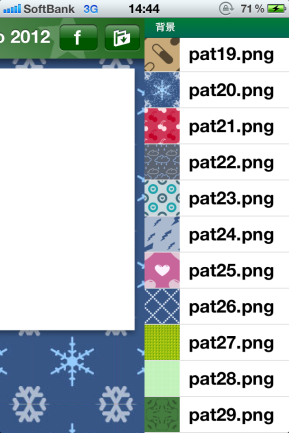 SoftBank 3G 14:44 71%
o 2012
f
背景
pat19.png
pat20.png
pat21.png
pat22.png
pat23.png
pat24.png
pat25.png
pat26.png
pat27.png
pat28.png
pat29.png